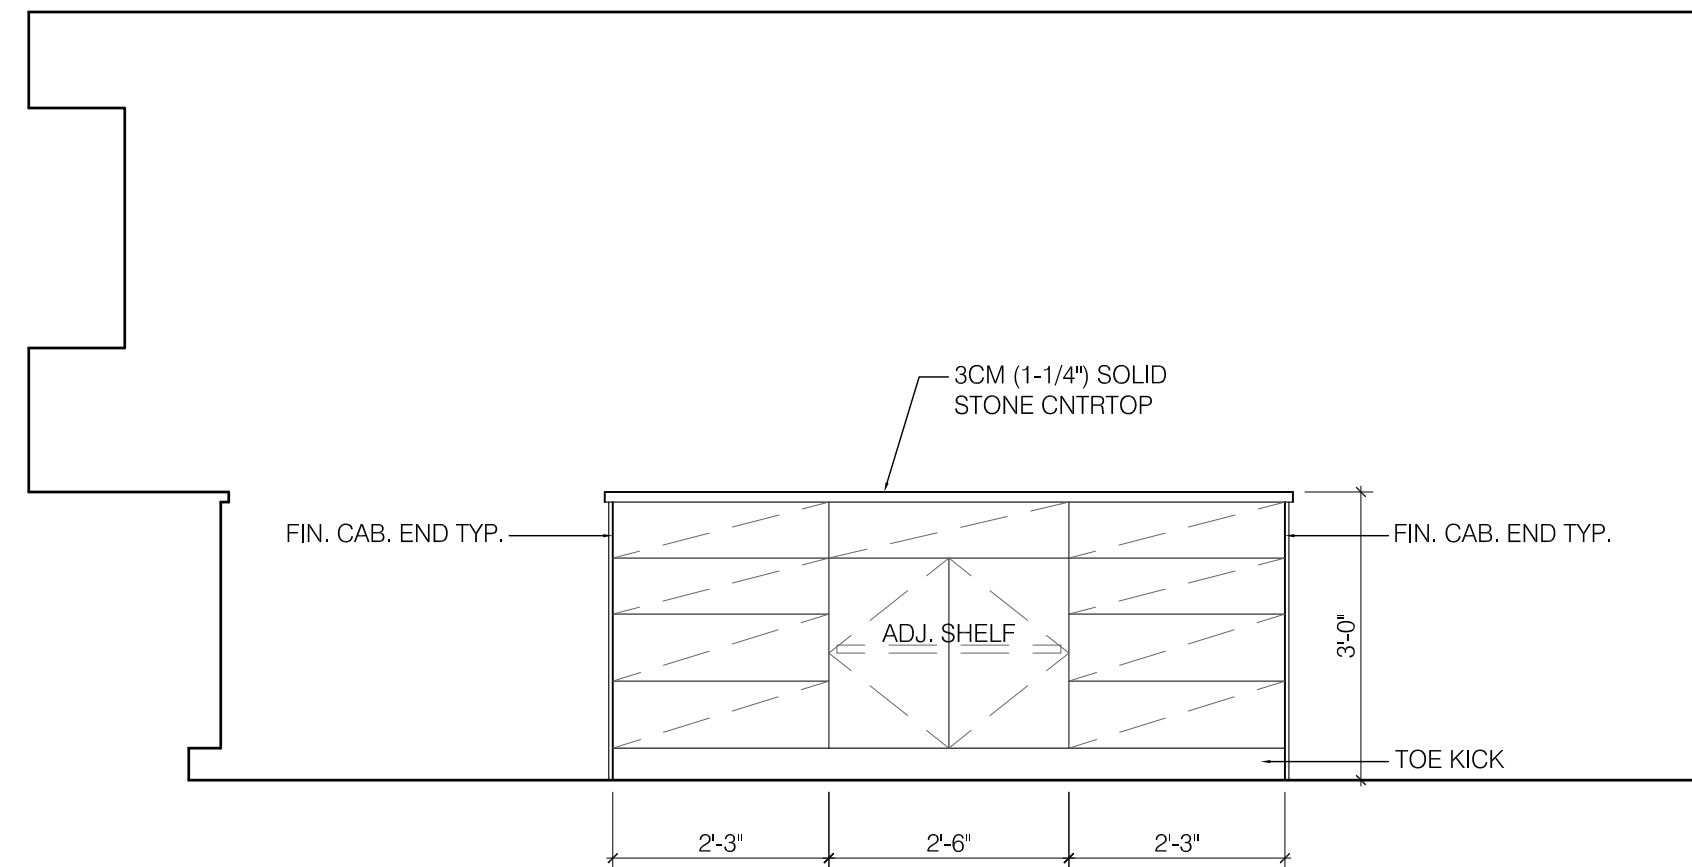 3CM (1-1/4") SOLID
STONE CNTRTOP
FIN. CAB. END TYP.
FIN. CAB. END TYP.
ADJ. SHELF
3'-0"
TOE KICK
2'-3"
2'-6"
2'-3"